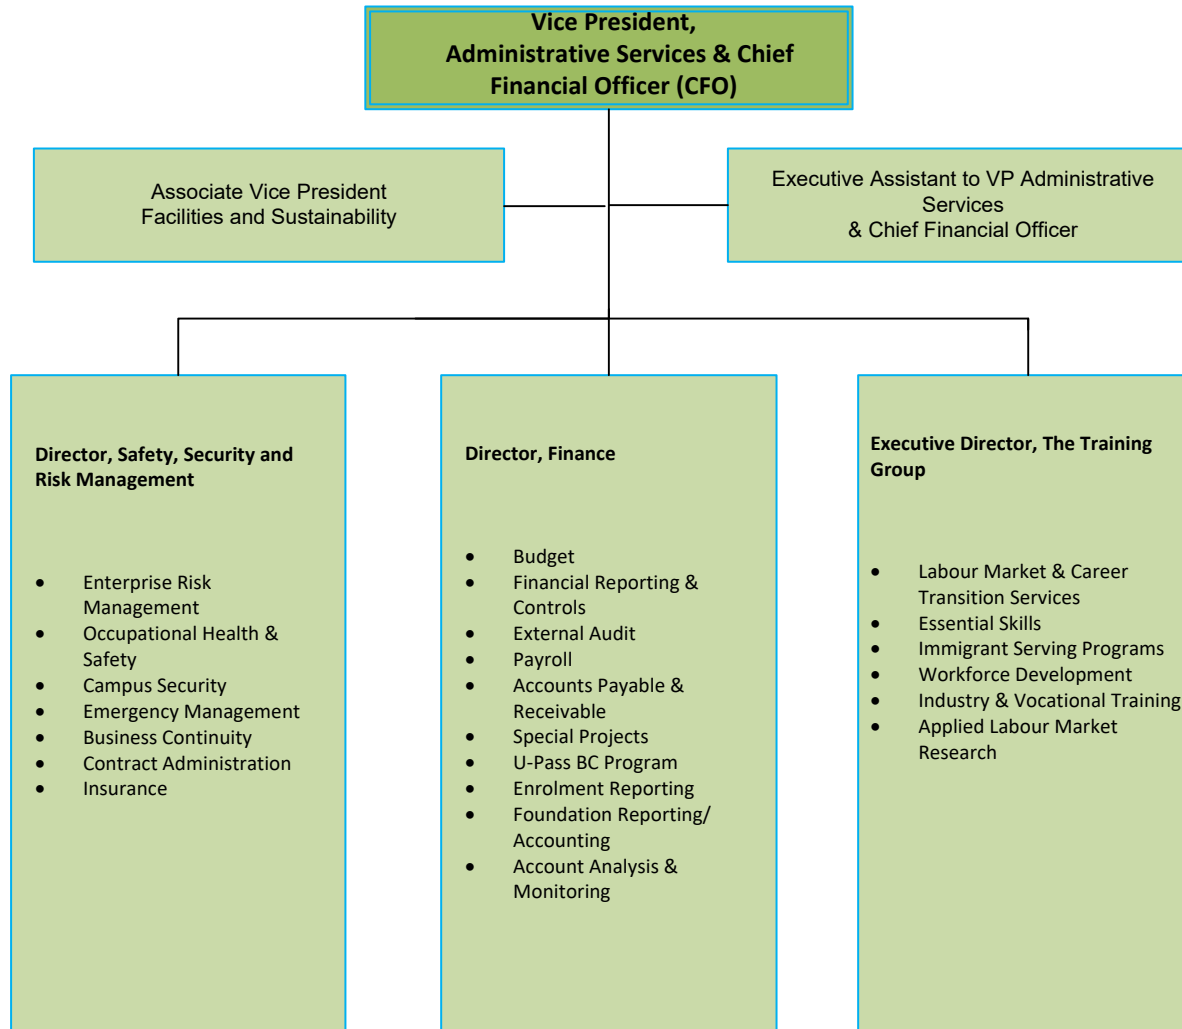 Vice President,
Administrative Services & Chief
Financial Officer (CFO)
Associate Vice President
Facilities and Sustainability
Executive Assistant to VP Administrative
Services
& Chief Financial Officer
Director, Safety, Security and
Risk Management
• Enterprise Risk
Management
• Occupational Health &
Safety
• Campus Security
• Emergency Management
• Business Continuity
• Contract Administration
• Insurance
Director, Finance
• Budget
• Financial Reporting &
Controls
• External Audit
• Payroll
• Accounts Payable &
Receivable
• Special Projects
• U-Pass BC Program
• Enrolment Reporting
• Foundation Reporting/
Accounting
• Account Analysis &
Monitoring
Executive Director, The Training
Group
• Labour Market & Career
Transition Services
• Essential Skills
• Immigrant Serving Programs
• Workforce Development
• Industry & Vocational Training
• Applied Labour Market
Research